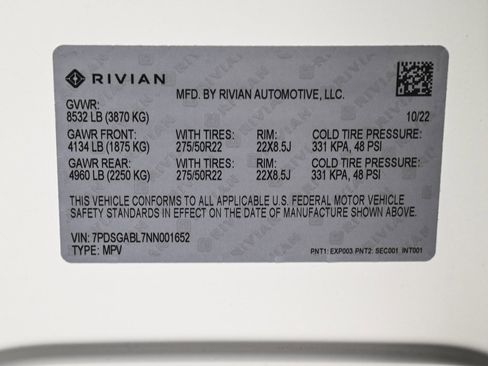 RIVIAN
MFD. BY RIVIAN AUTOMOTIVE, LLC.
GVWR:
8532 LB (3870 KG) 10/22
GAWR FRONT: WITH TIRES: RIM: COLD TIRE PRESSURE:
4134 LB (1875 KG) 275/50R22 22X8.5J 331 KPA, 48 PSI
GAWR REAR: WITH TIRES: RIM: COLD TIRE PRESSURE:
4960 LB (2250 KG) 275/50R22 22X8.5J 331 KPA, 48 PSI
THIS VEHICLE CONFORMS TO ALL APPLICABLE U.S. FEDERAL MOTOR VEHICLE
SAFETY STANDARDS IN EFFECT ON THE DATE OF MANUFACTURE SHOWN ABOVE.
VIN: 7PDSGABL7NN001652
TYPE: MPV PNT1: EXP003 PNT2: SEC001 INT001